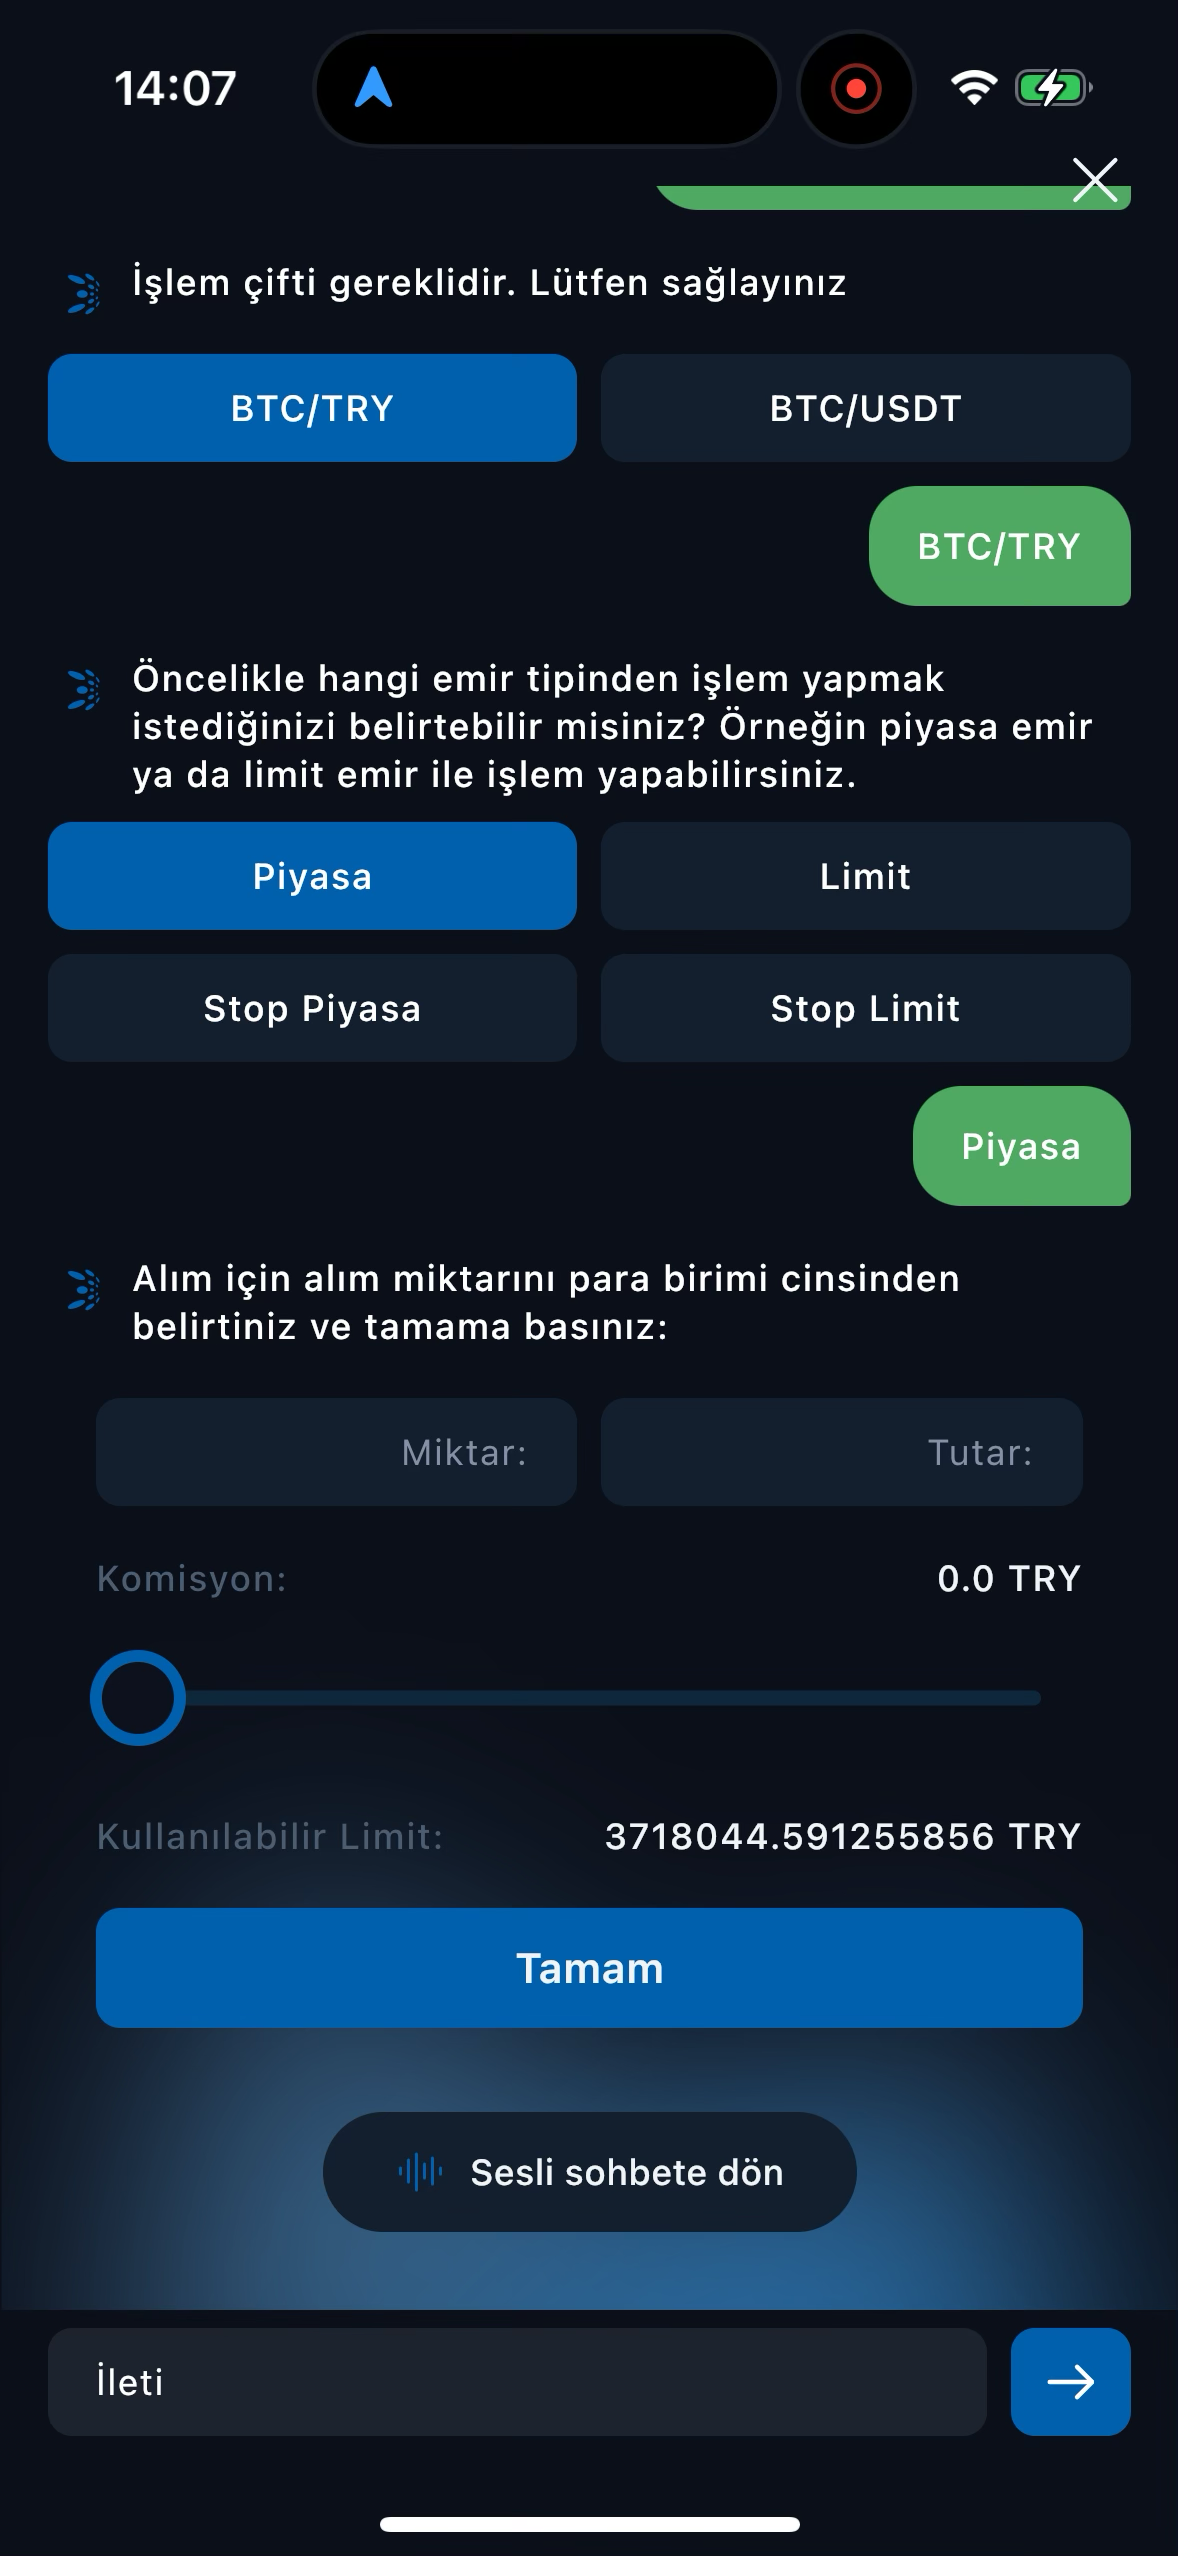 14:07
İşlem çifti gereklidir. Lütfen sağlayınız
BTC/TRY
BTC/USDT
BTC/TRY
Öncelikle hangi emir tipinden işlem yapmak
istediğinizi belirtebilir misiniz? Örneğin piyasa emir
ya da limit emir ile işlem yapabilirsiniz.
Piyasa
Limit
Stop Piyasa
Stop Limit
Piyasa
Alım için alım miktarını para birimi cinsinden
belirtiniz ve tamama basınız:
Miktar:
Tutar:
Komisyon:
0.0 TRY
Kullanılabilir Limit:
3718044.591255856 TRY
Tamam
Sesli sohbete dön
İleti